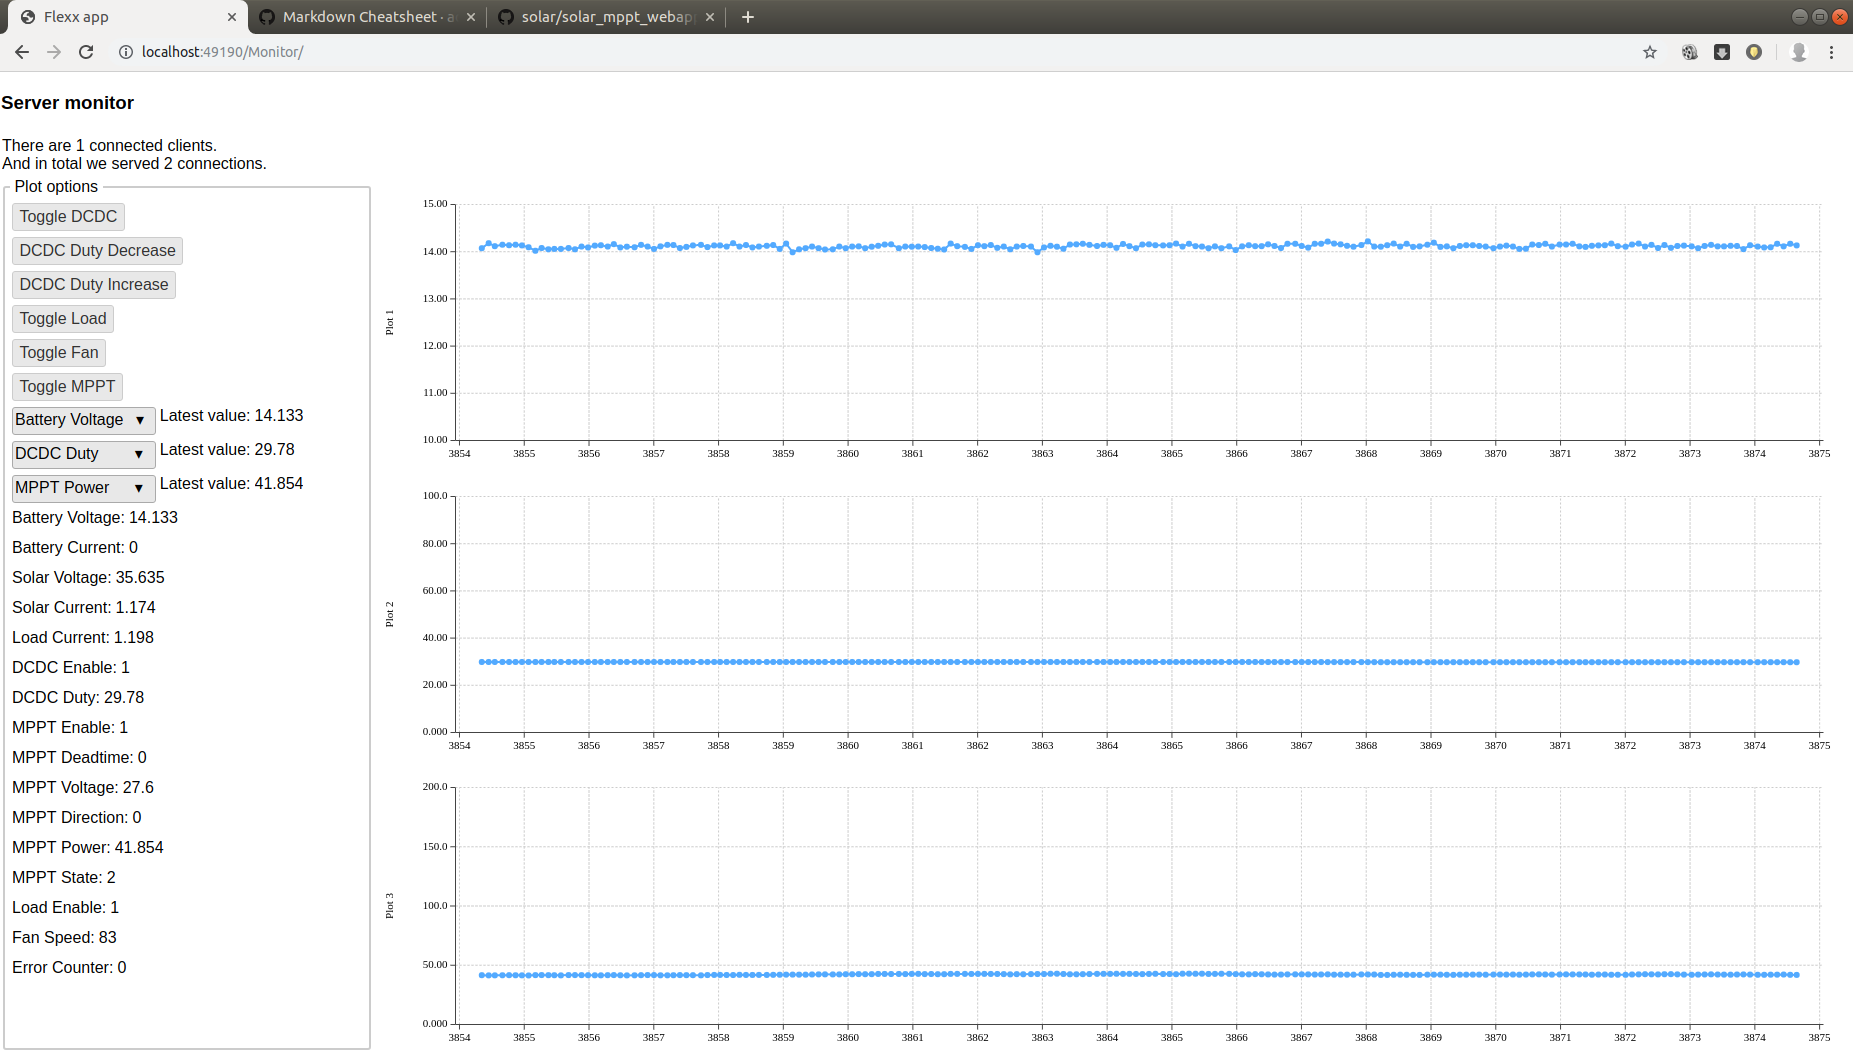 Flexx app
Markdown Cheatsheet · a
solar/solar_mppt_webapp
localhost:49190/Monitor/
Server monitor
There are 1 connected clients.
And in total we served 2 connections.
Plot options
Toggle DCDC
DCDC Duty Decrease
DCDC Duty Increase
Toggle Load
Toggle Fan
Toggle MPPT
Battery Voltage ▼ Latest value: 14.133
DCDC Duty ▼ Latest value: 29.78
MPPT Power ▼ Latest value: 41.854
Battery Voltage: 14.133
Battery Current: 0
Solar Voltage: 35.635
Solar Current: 1.174
Load Current: 1.198
DCDC Enable: 1
DCDC Duty: 29.78
MPPT Enable: 1
MPPT Deadtime: 0
MPPT Voltage: 27.6
MPPT Direction: 0
MPPT Power: 41.854
MPPT State: 2
Load Enable: 1
Fan Speed: 83
Error Counter: 0
Plot 1
15.00
14.00
13.00
12.00
11.00
10.00
3854 3855 3856 3857 3858 3859 3860 3861 3862 3863 3864 3865 3866 3867 3868 3869 3870 3871 3872 3873 3874 3875
Plot 2
100.0
80.00
60.00
40.00
20.00
0.000
3854 3855 3856 3857 3858 3859 3860 3861 3862 3863 3864 3865 3866 3867 3868 3869 3870 3871 3872 3873 3874 3875
Plot 3
200.0
150.0
100.0
50.00
0.000
3854 3855 3856 3857 3858 3859 3860 3861 3862 3863 3864 3865 3866 3867 3868 3869 3870 3871 3872 3873 3874 3875